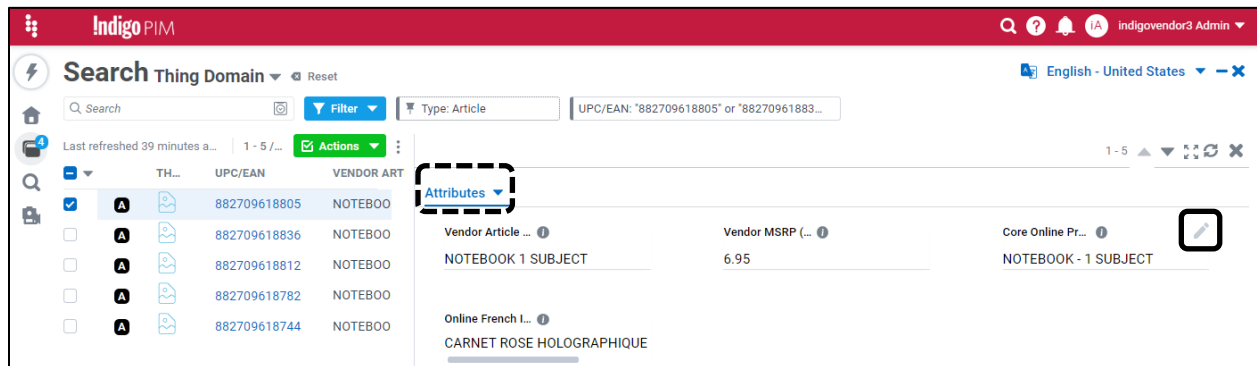 Indigo PIM
iA indigovendor3 Admin
Search Thing Domain Reset
English - United States
Search
Filter
Type: Article
UPC/EAN: "882709618805" or "88270961883...
4
Last refreshed 39 minutes a...
1 - 5 /...
Actions
1-5
TH...
UPC/EAN
VENDOR ART
Attributes
A 882709618805 NOTEBOO
A 882709618836 NOTEBOO
A 882709618812 NOTEBOO
A 882709618782 NOTEBOO
A 882709618744 NOTEBOO
Vendor Article ...
Vendor MSRP (...
Core Online Pr...
NOTEBOOK 1 SUBJECT
6.95
NOTEBOOK - 1 SUBJECT
Online French I...
CARNET ROSE HOLOGRAPHIQUE